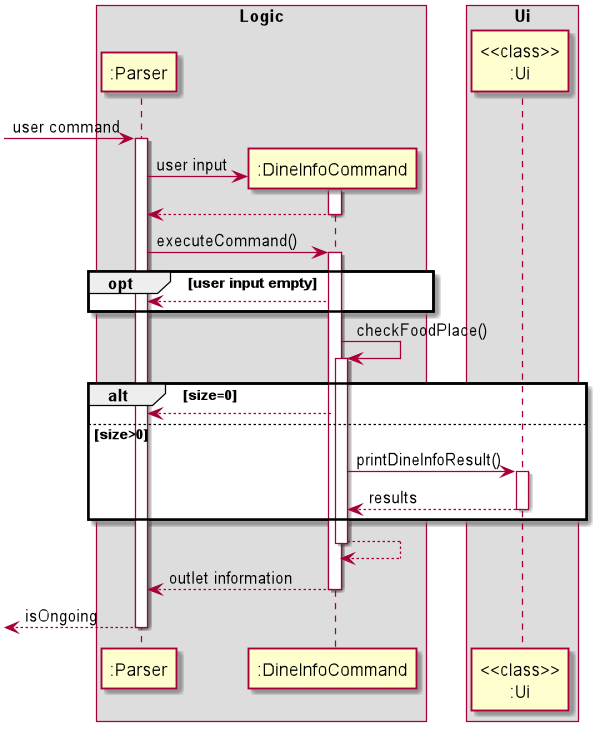 Logic
Ui
:Parser
<<class>>
:Ui
user command
user input
:DineInfoCommand
executeCommand()
opt
[user input empty]
checkFoodPlace()
alt
[size=0]
[size>0]
printDineInfoResult()
results
outlet information
isOngoing
:Parser
:DineInfoCommand
<<class>>
:Ui